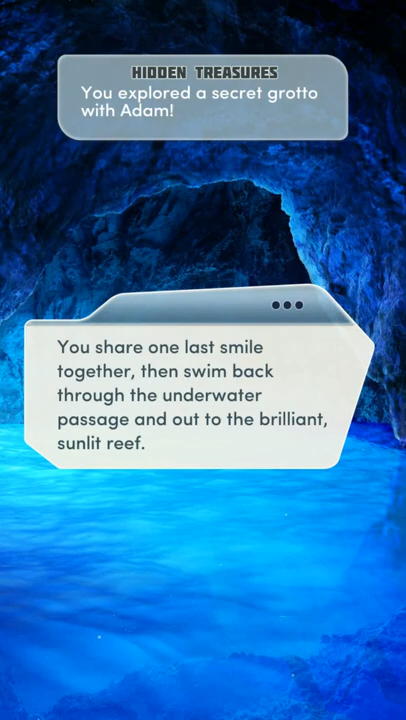 HIDDEN TREASURES
You explored a secret grotto
with Adam!
You share one last smile
together, then swim back
through the underwater
passage and out to the brilliant,
sunlit reef.